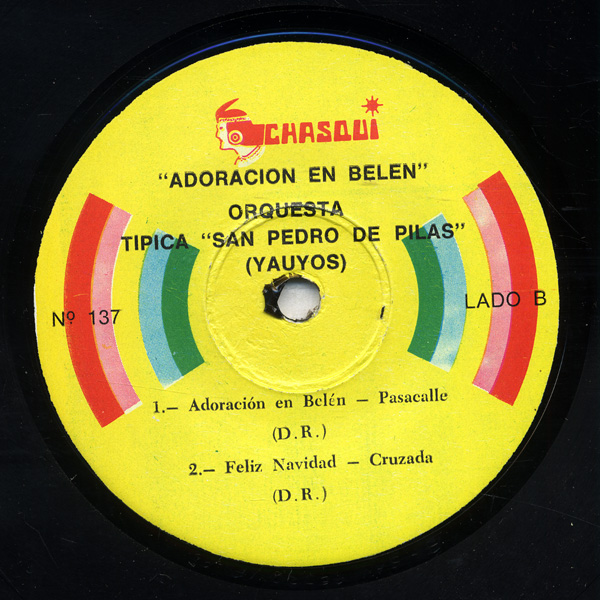 CHASQUI
"ADORACION EN BELEN"
ORQUESTA
TIPICA "SAN PEDRO DE PILAS"
(YAUYOS)
Nº 137
LADO B
1.— Adoración en Belén — Pasacalle
(D.R.)
2.— Feliz Navidad — Cruzada
(D.R.)